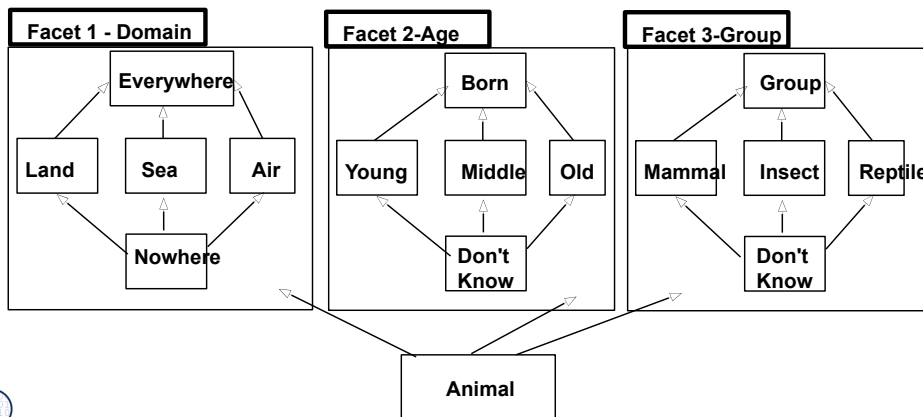 Facet 1 - Domain
Everywhere
Land
Sea
Air
Nowhere
Facet 2-Age
Born
Young
Middle
Old
Don't
Know
Facet 3-Group
Group
Mammal
Insect
Reptile
Don't
Know
Animal